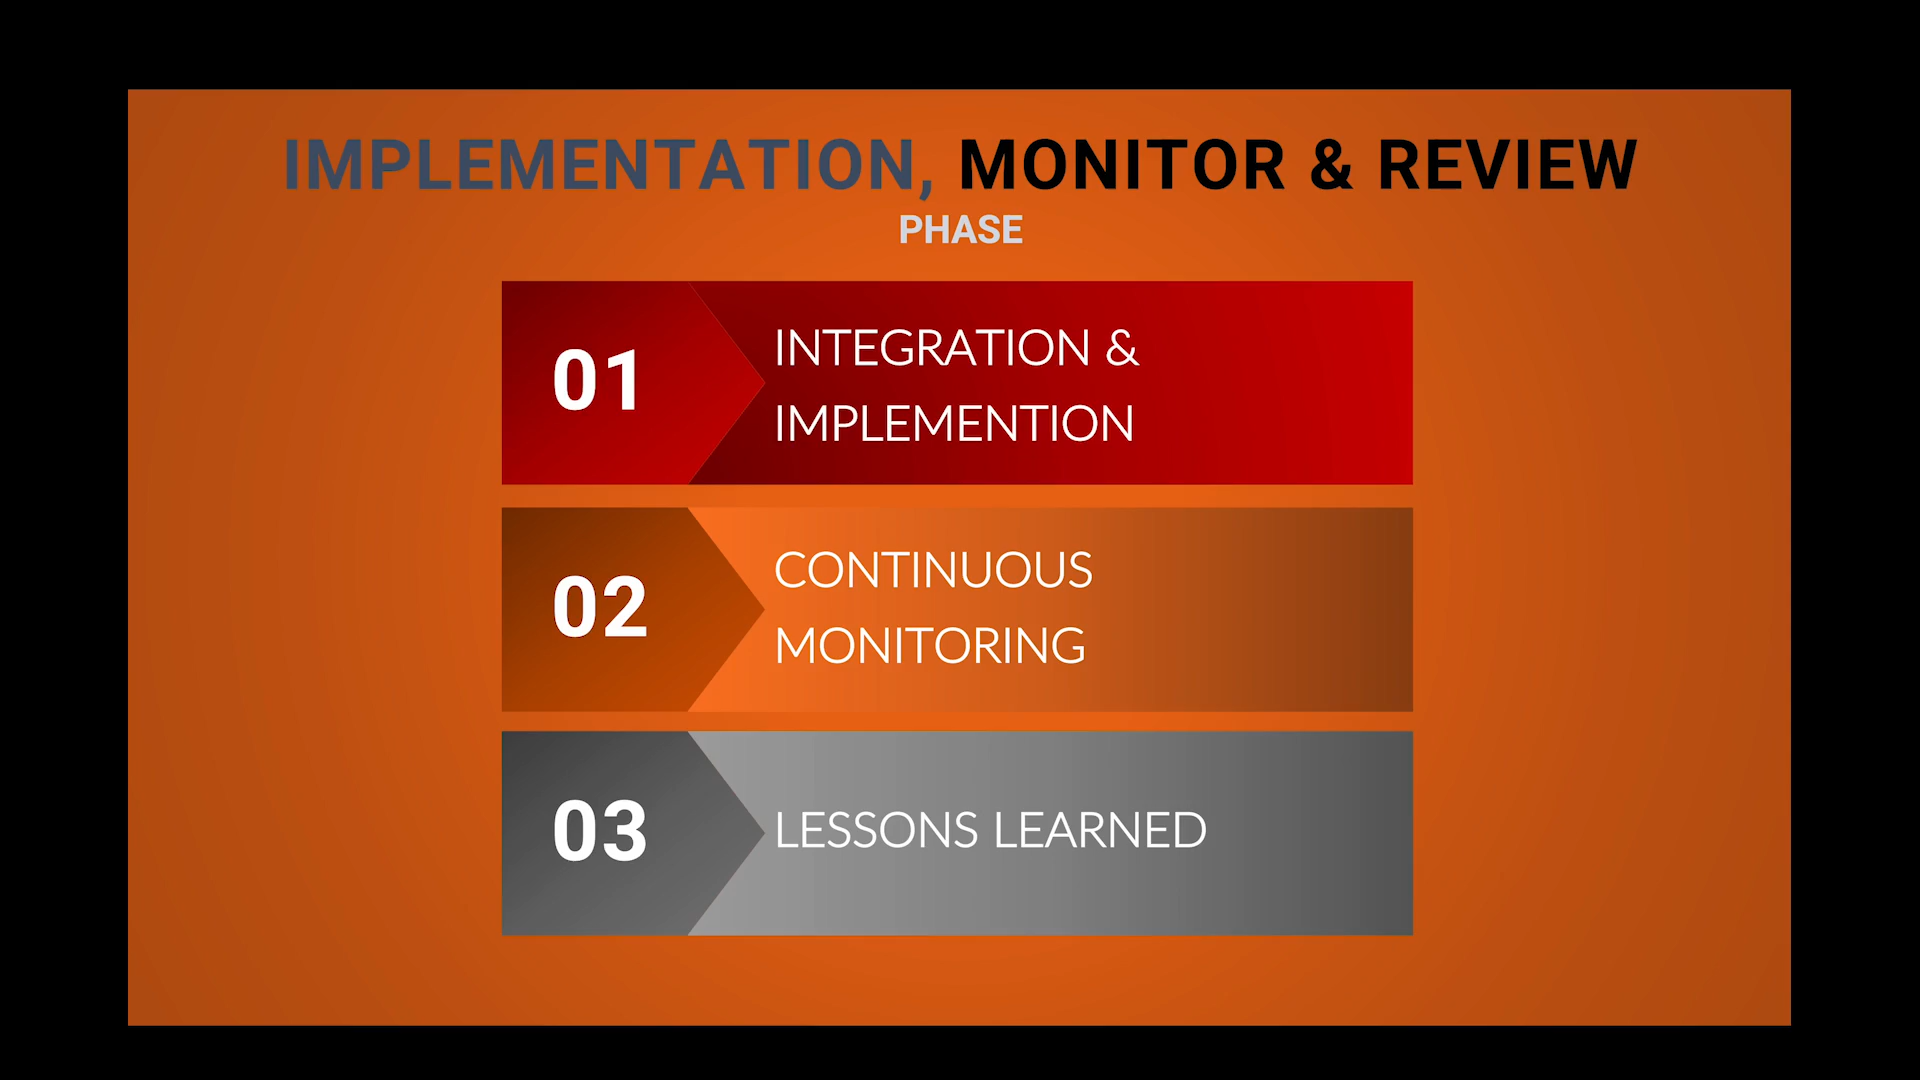 IMPLEMENTATION, MONITOR & REVIEW
PHASE
01
INTEGRATION &
IMPLEMENTION
02
CONTINUOUS
MONITORING
03
LESSONS LEARNED